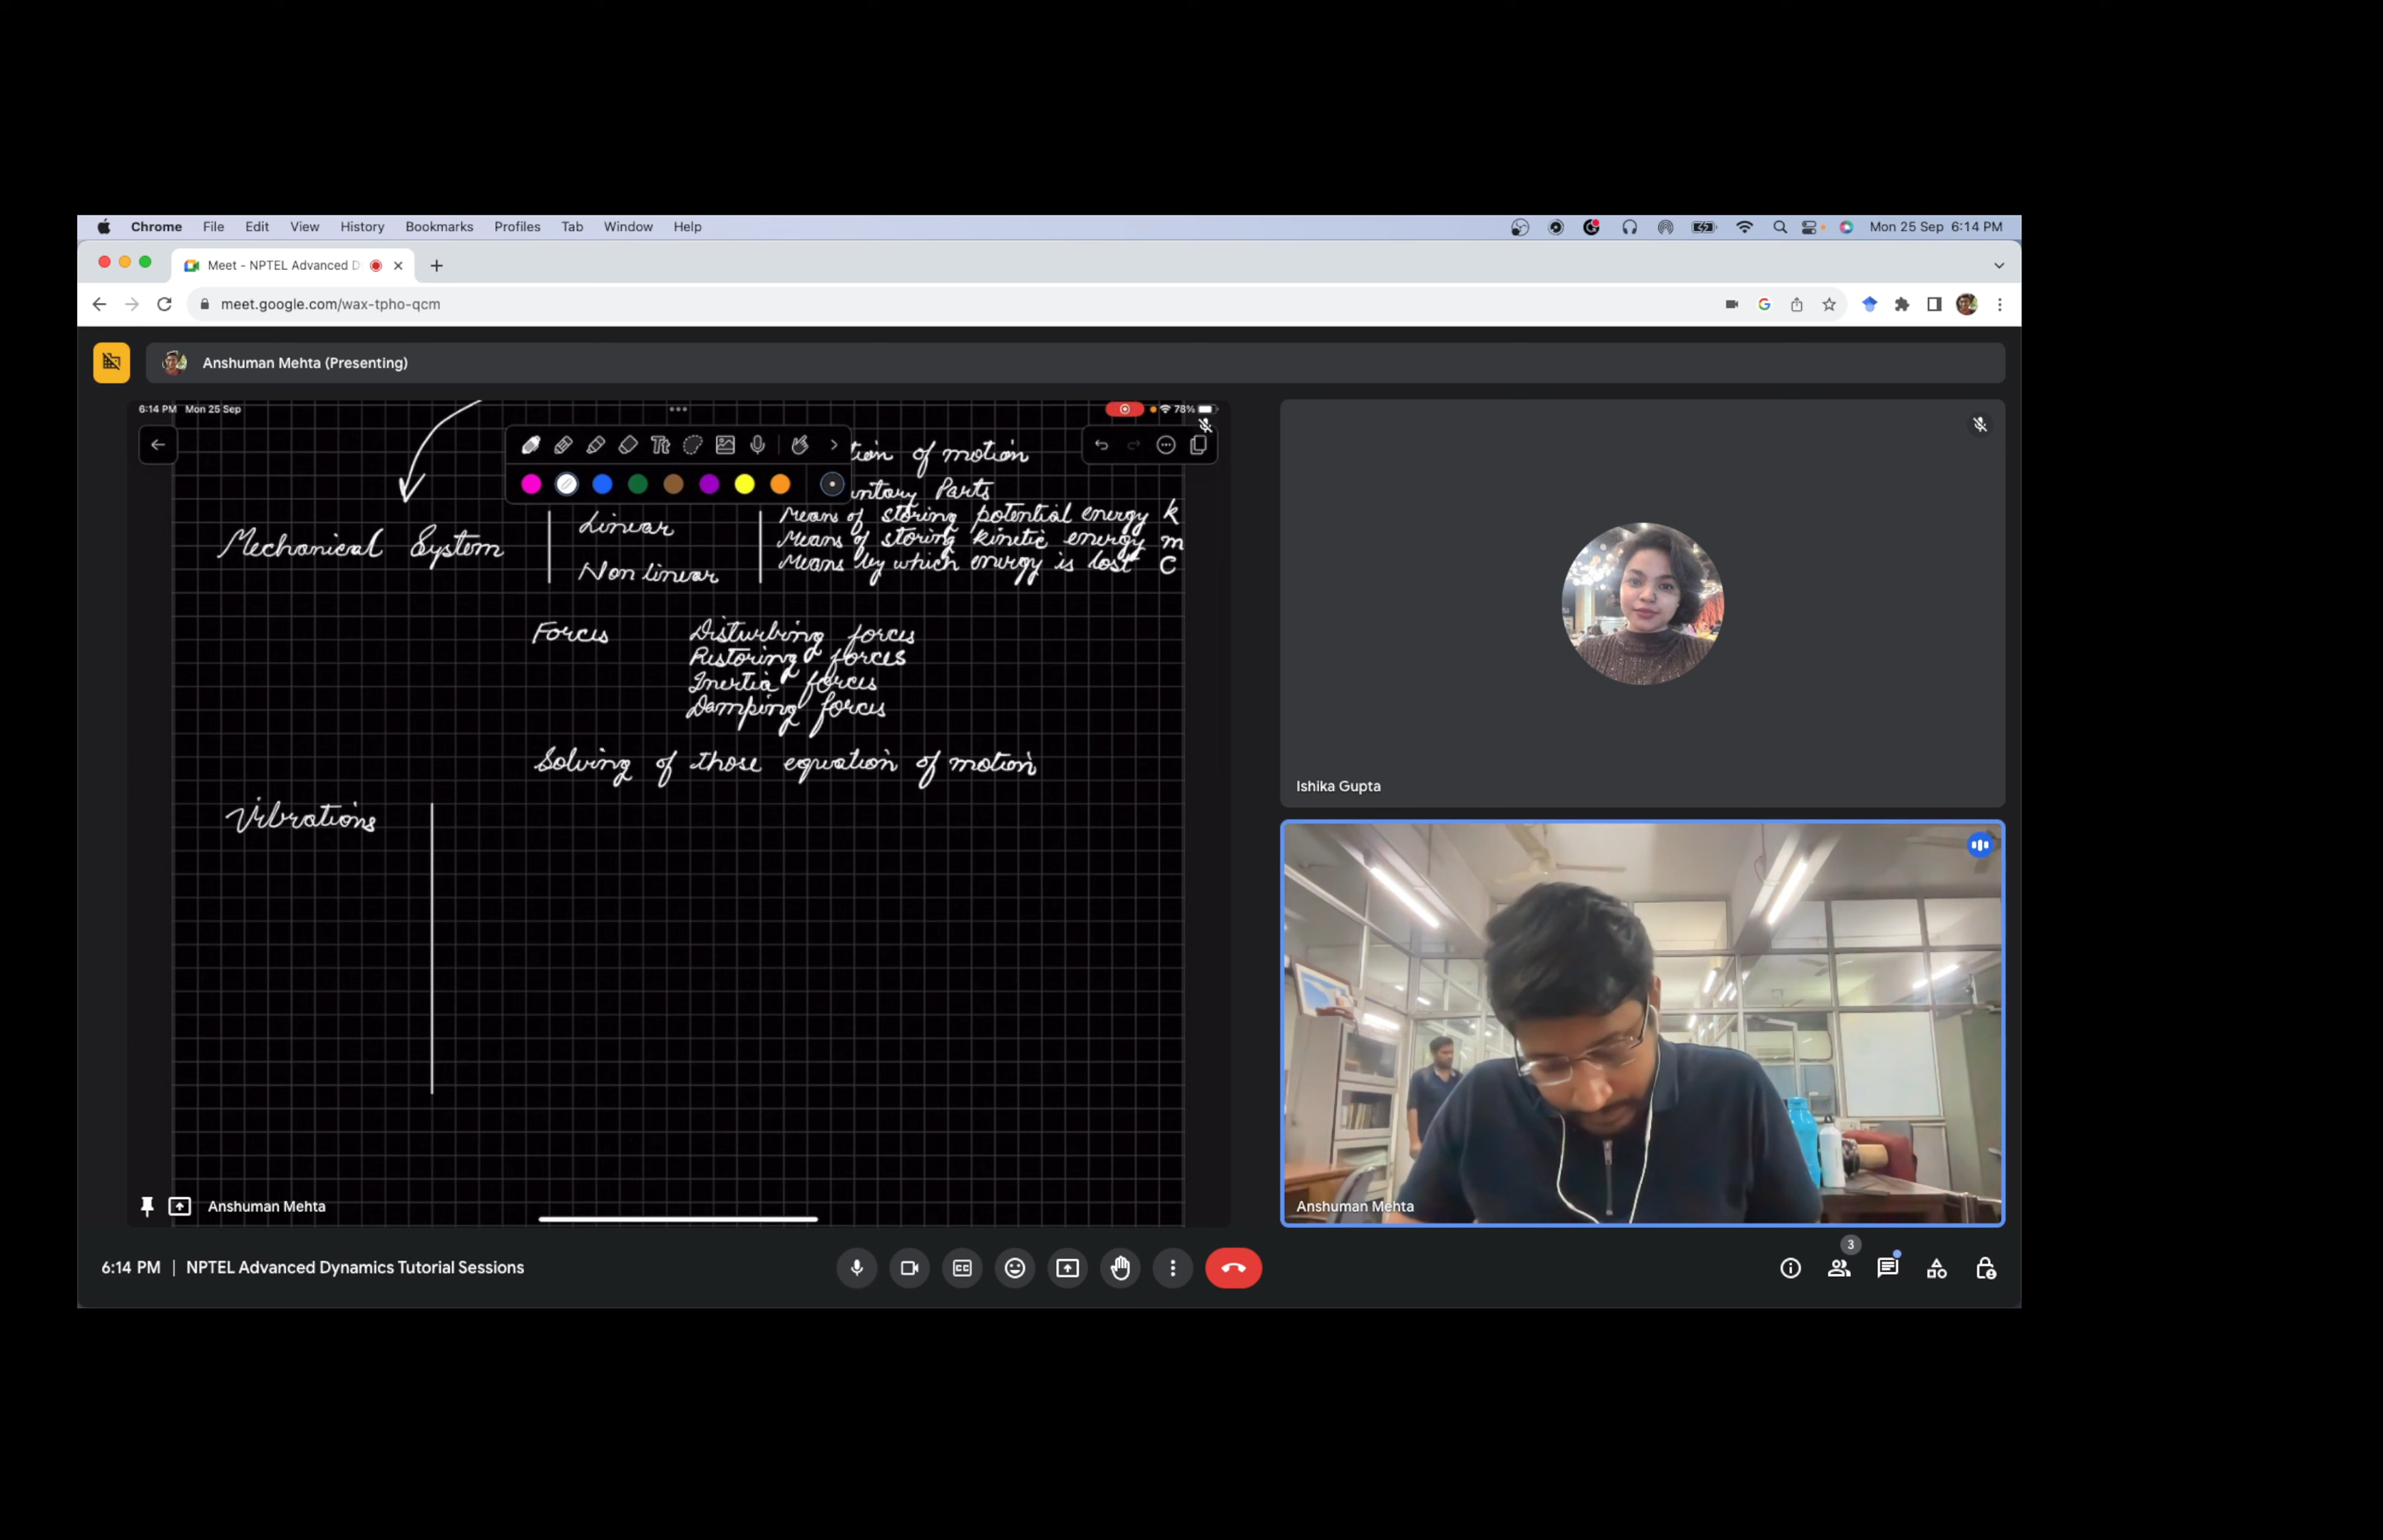 Chrome File Edit View History Bookmarks Profiles Tab Window Help Mon 25 Sep 6:14 PM
Meet - NPTEL Advanced D
meet.google.com/wax-tpho-qcm
Anshuman Mehta (Presenting)
6:14 PM Mon 25 Sep 78%
tion of motion
entary Parts
Mechanical System
Linear
Non linear
Means of storing potential energy k
Means of storing kinetic energy m
Means by which energy is lost C
Forces Disturbing forces
Restoring forces
Inertia forces
Damping forces
Solving of those equation of motion
Vibrations
Anshuman Mehta
Ishika Gupta
Anshuman Mehta
6:14 PM | NPTEL Advanced Dynamics Tutorial Sessions
CC
3